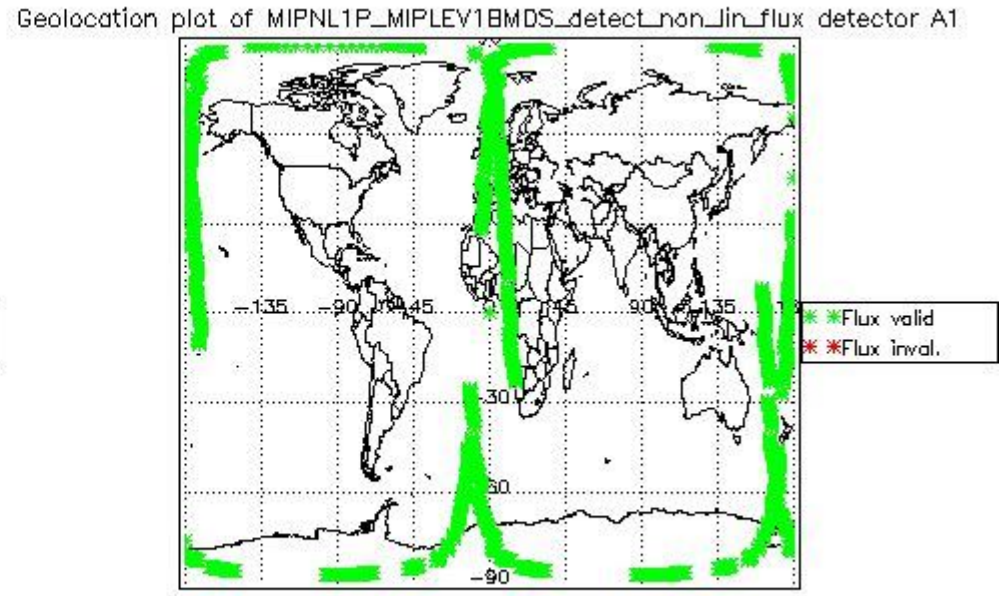 Geolocation plot of MIPNL1P_MIPLEV1BMDS_detect_non_lin_flux detector A1
-135 -90 -45 45 90 135
Flux valid
Flux inval.
-30
-60
-90